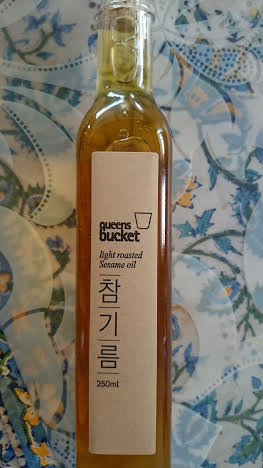 queens
bucket
light roasted
Sesame oil
참
기
름
250ml